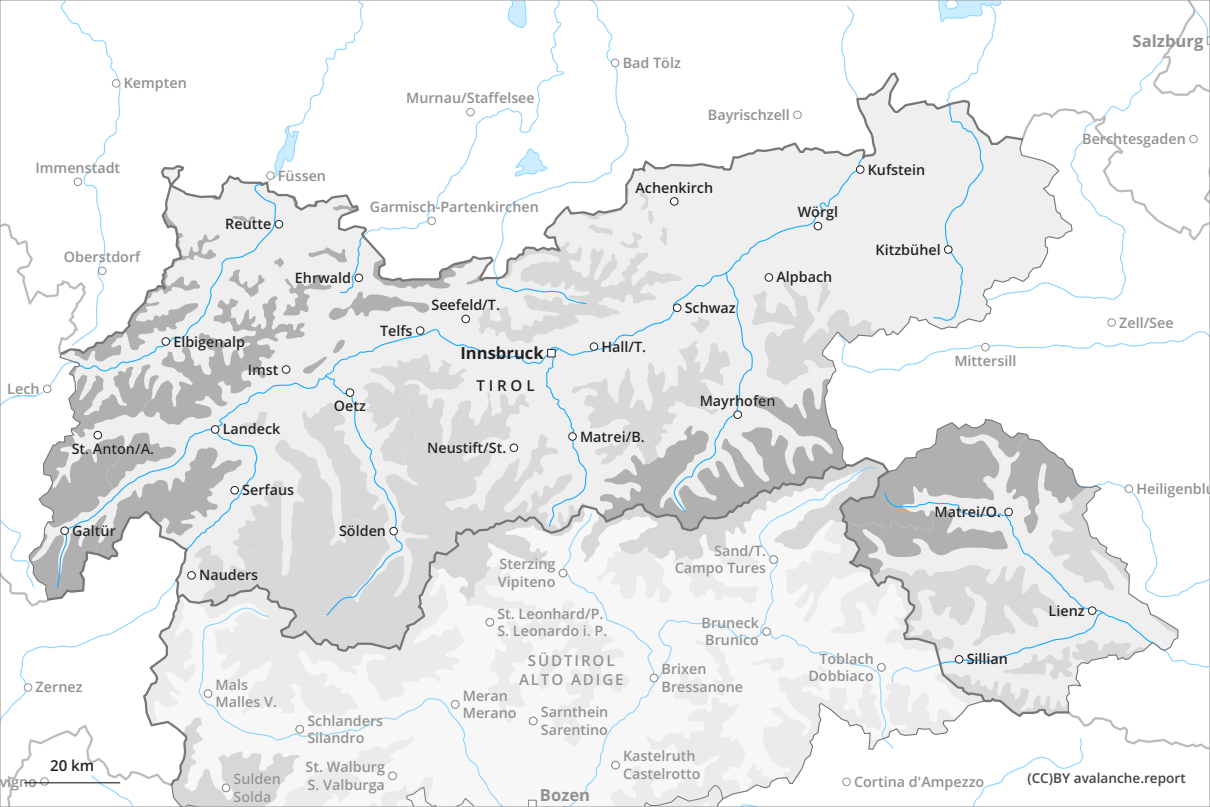 Salzburg
Bad Tölz
Kempten
Murnau/Staffelsee
Bayrischzell
Berchtesgaden
Immenstadt
Füssen
Kufstein
Achenkirch
Garmisch-Partenkirchen
Wörgl
Reutte
Oberstdorf
Kitzbühel
Ehrwald
Alpbach
Seefeld/T.
Schwaz
Zell/See
Telfs
Elbigenalp
Innsbruck
Hall/T.
Mittersill
Imst
TIROL
Lech
Oetz
Mayrhofen
Landeck
Matrei/B.
St. Anton/A.
Neustift/St.
Serfaus
Heiligenblu
Matrei/O.
Galtür
Sölden
Sand/T.
Campo Tures
Sterzing
Vipiteno
Nauders
St. Leonhard/P.
S. Leonardo i. P.
Lienz
Bruneck
Brunico
SÜDTIROL
ALTO ADIGE
Toblach
Dobbiaco
Sillian
Brixen
Bressanone
Zernez
Mals
Malles V.
Meran
Merano
Sarnthein
Sarentino
Schlanders
Silandro
Kastelruth
Castelrotto
20 km
St. Walburg
S. Valburga
vigno
Sulden
Solda
Cortina d'Ampezzo
(CC)BY avalanche.report
Bozen